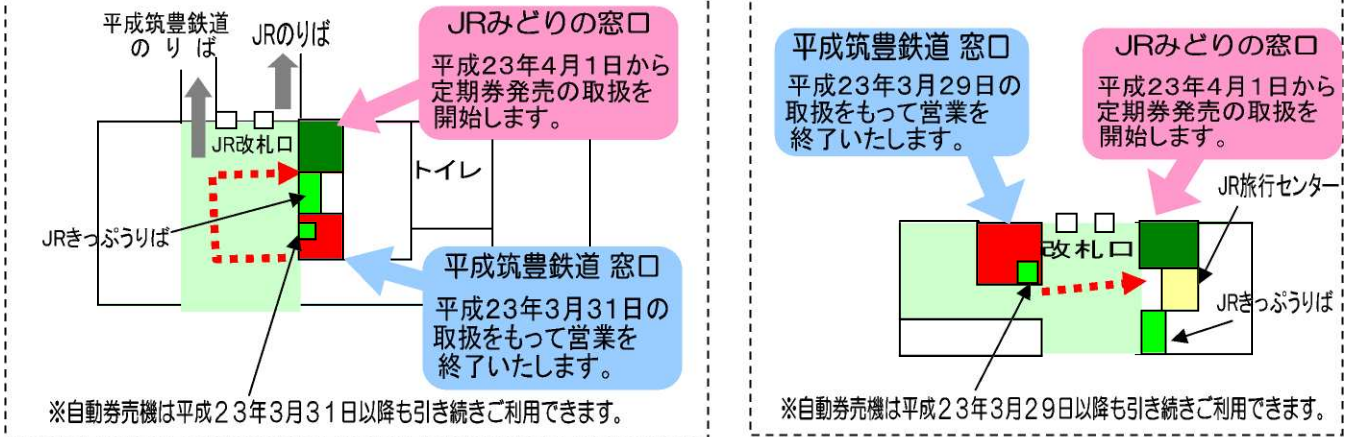 平成筑豊鉄道
のりば
JRのりば
JRみどりの窓口
平成23年4月1日から
定期券発売の取扱を
開始します。
JR改札口
トイレ
JRきっぷうりば
平成筑豊鉄道 窓口
平成23年3月31日の
取扱をもって営業を
終了いたします。
※自動券売機は平成23年3月31日以降も引き続きご利用できます。
平成筑豊鉄道 窓口
平成23年3月29日の
取扱をもって営業を
終了いたします。
JRみどりの窓口
平成23年4月1日から
定期券発売の取扱を
開始します。
JR旅行センター
改札口
JRきっぷうりば
※自動券売機は平成23年3月29日以降も引き続きご利用できます。